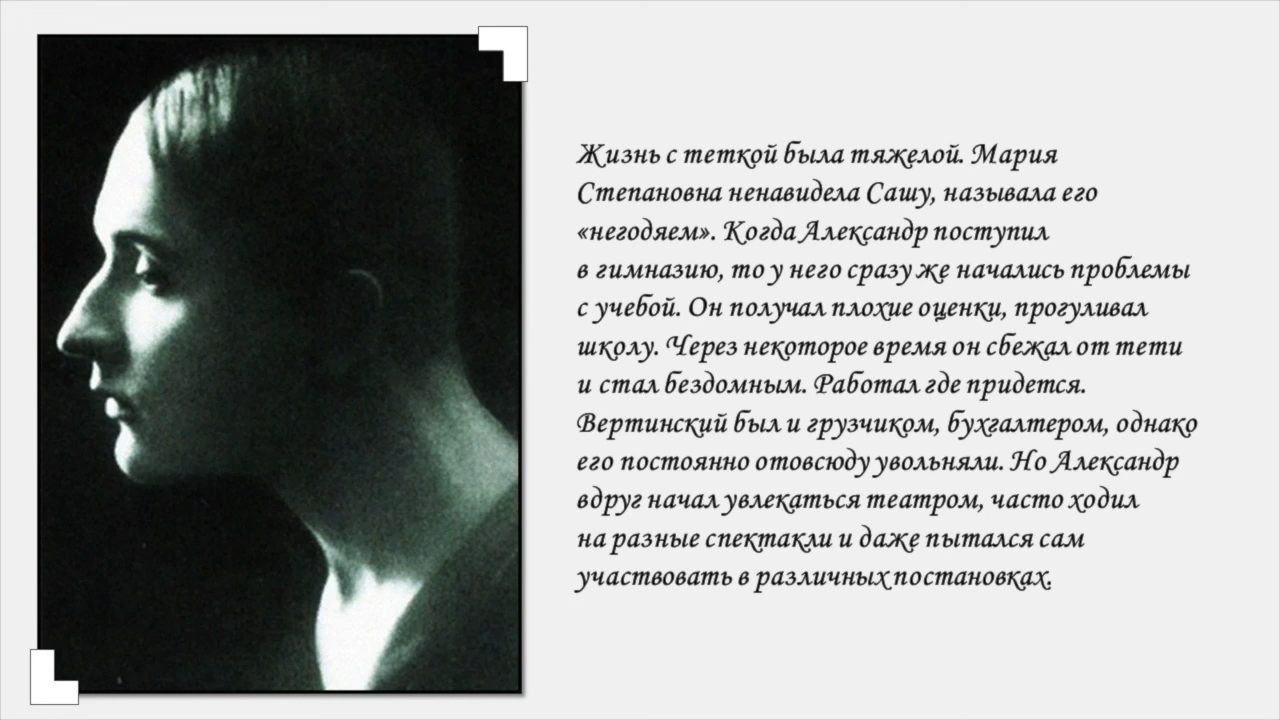 Жизнь с теткой была тяжелой. Мария
Степановна ненавидела Сашу, называла его
«негодяем». Когда Александр поступил
в гимназию, то у него сразу же начались проблемы
с учебой. Он получал плохие оценки, прогуливал
школу. Через некоторое время он сбежал от тети
и стал бездомным. Работал где придется.
Вертинский был и грузчиком, бухгалтером, однако
его постоянно отовсюду увольняли. Но Александр
вдруг начал увлекаться театром, часто ходил
на разные спектакли и даже пытался сам
участвовать в различных постановках.